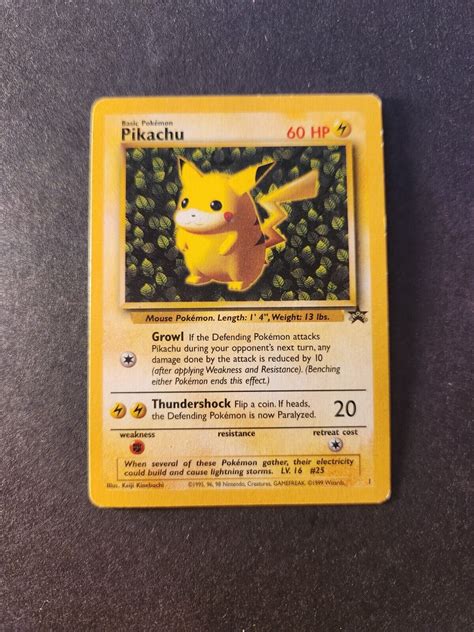 Basic Pokémon
Pikachu 60 HP
Mouse Pokémon. Length: 1' 4", Weight: 13 lbs.
Growl If the Defending Pokémon attacks
Pikachu during your opponent's next turn, any
damage done by the attack is reduced by 10
(after applying Weakness and Resistance). (Benching
either Pokémon ends this effect.)
Thundershock Flip a coin. If heads,
the Defending Pokémon is now Paralyzed. 20
weakness resistance retreat cost
When several of these Pokémon gather, their electricity
could build and cause lightning storms. LV. 16 #25
Illus. Keiji Kinebuchi ©1995, 96, 98 Nintendo, Creatures, GAMEFREAK. ©1999 Wizards. 1